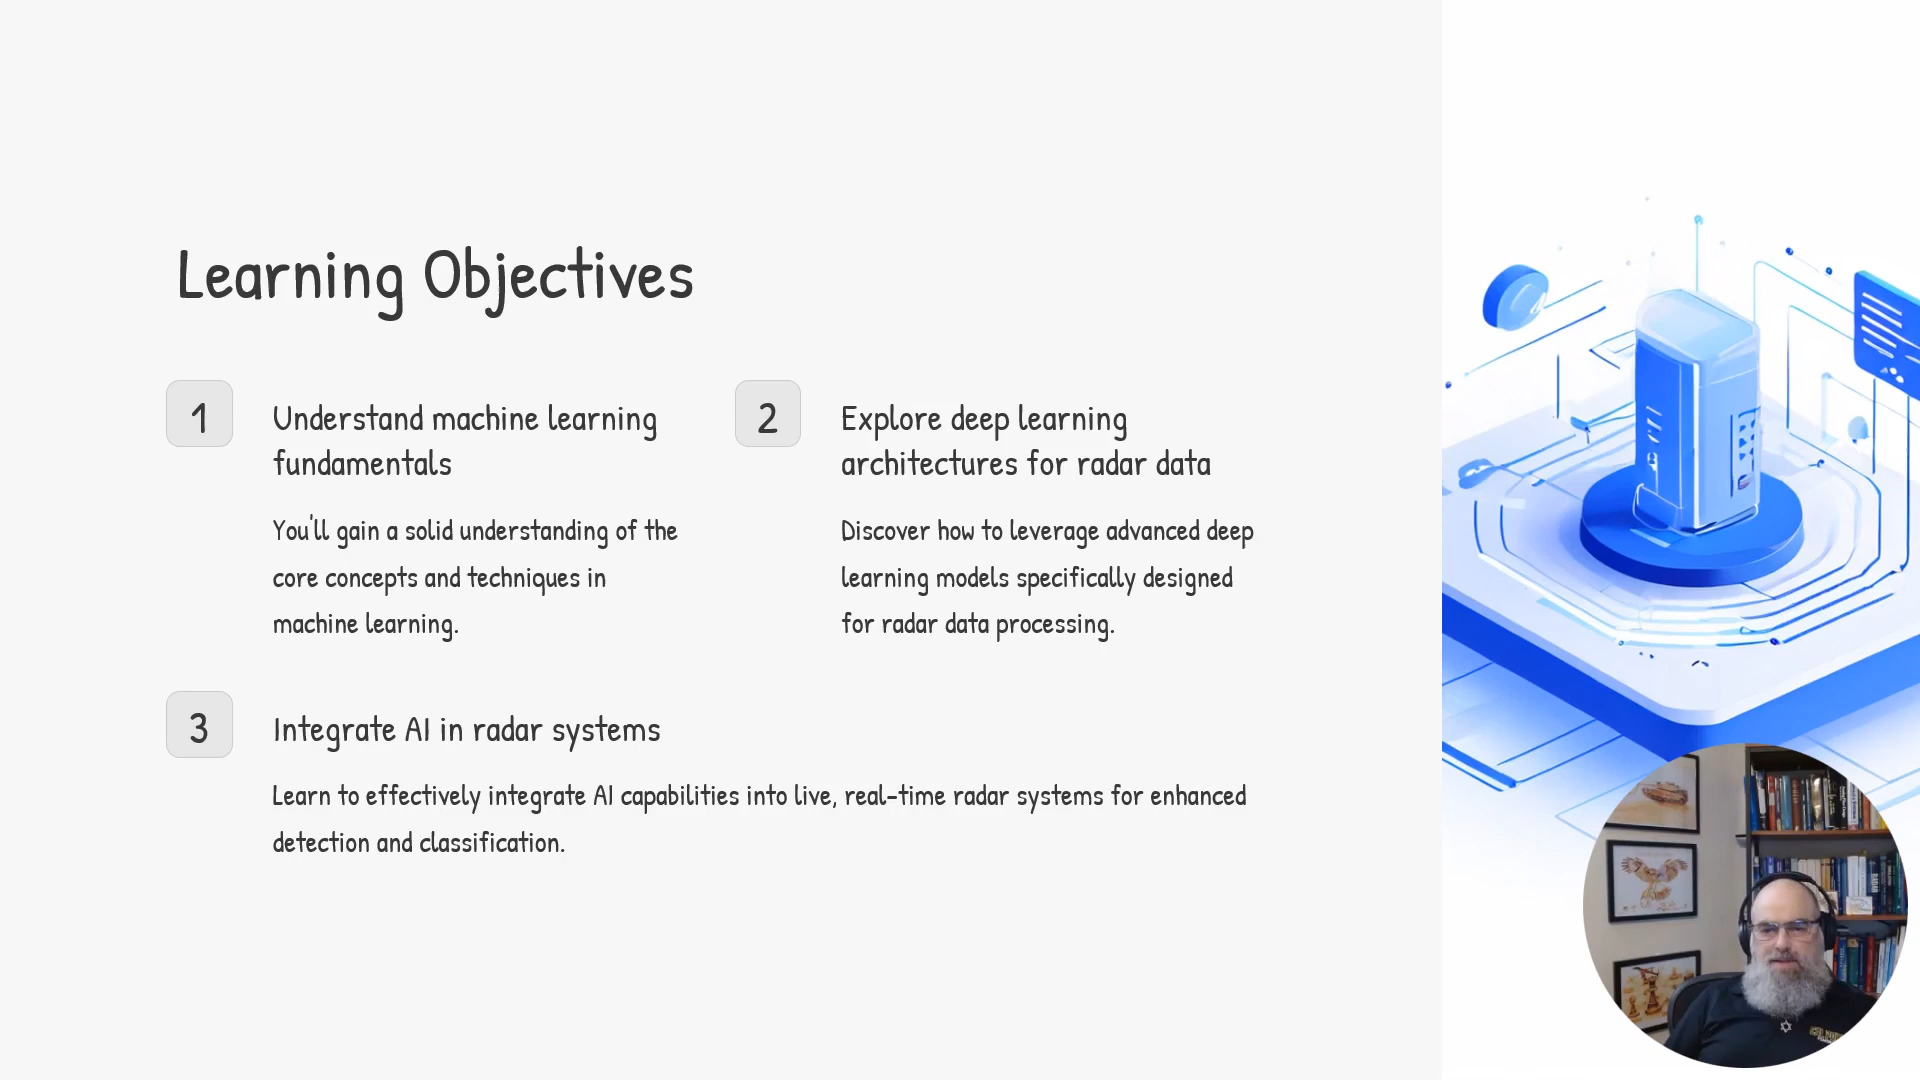 Learning Objectives
1
Understand machine learning
fundamentals
You'll gain a solid understanding of the
core concepts and techniques in
machine learning.
2
Explore deep learning
architectures for radar data
Discover how to leverage advanced deep
learning models specifically designed
for radar data processing.
3
Integrate AI in radar systems
Learn to effectively integrate AI capabilities into live, real-time radar systems for enhanced
detection and classification.